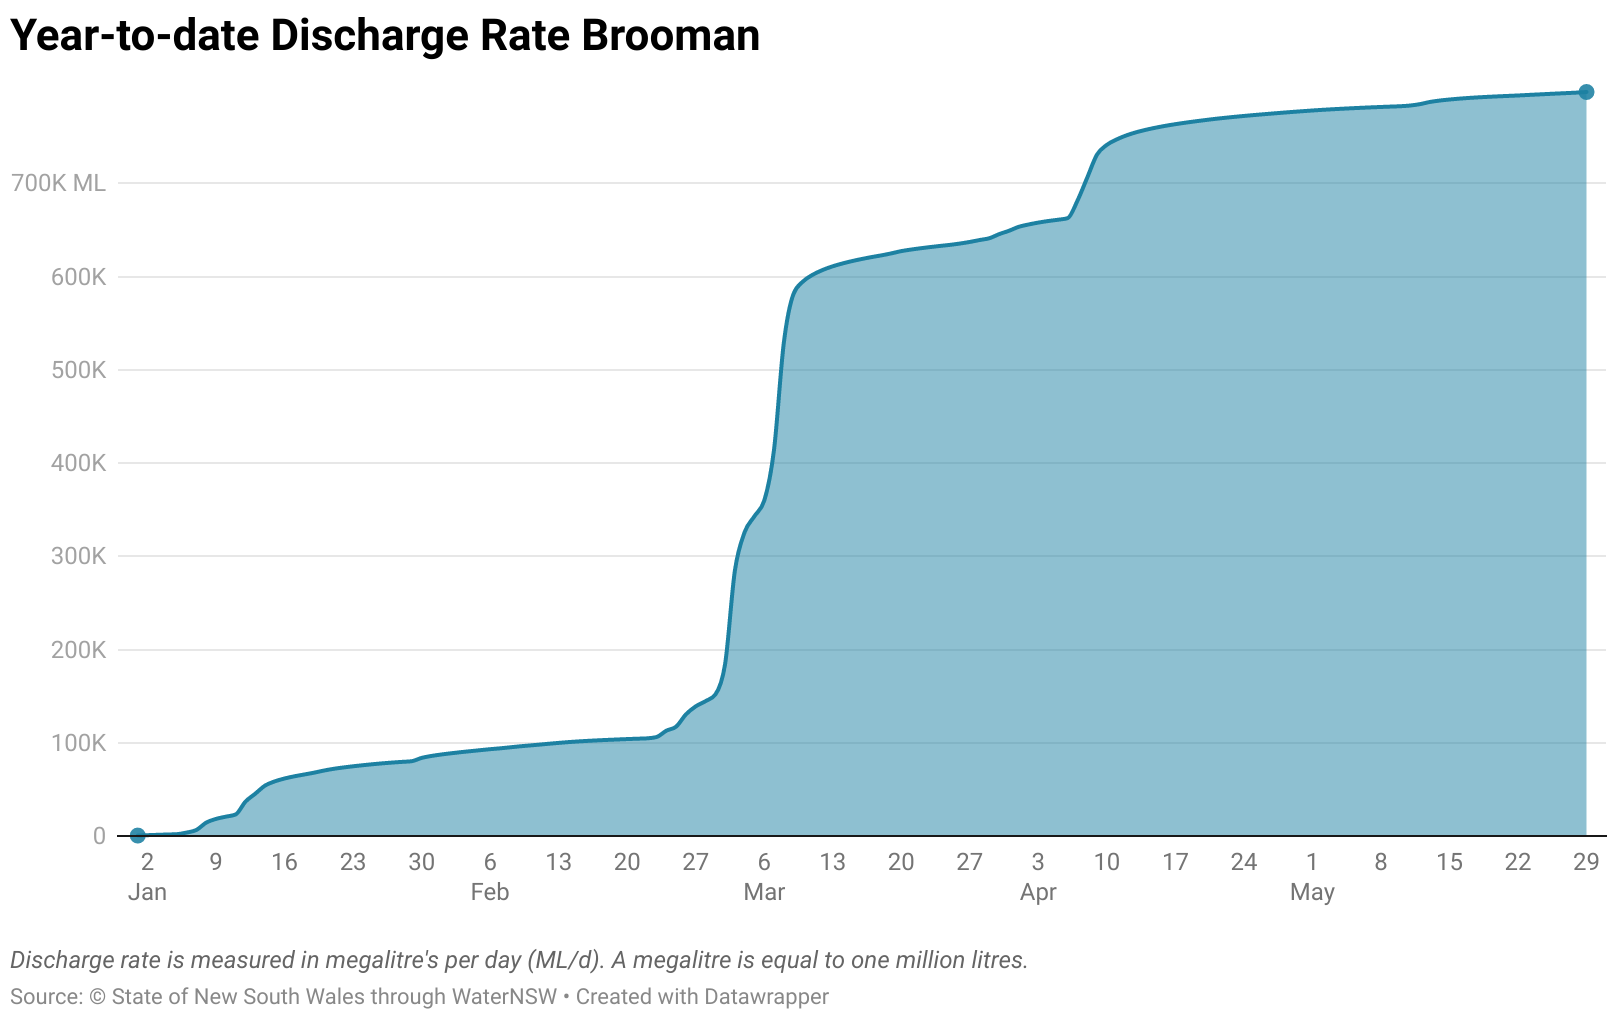 Year-to-date Discharge Rate Brooman
700K ML
600K
500K
400K
300K
200K
100K
0
2 9 16 23 30 6 13 20 27 6 13 20 27 3 10 17 24 1 8 15 22 29
Jan Feb Mar Apr May
Discharge rate is measured in megalitre's per day (ML/d). A megalitre is equal to one million litres.
Source: © State of New South Wales through WaterNSW • Created with Datawrapper